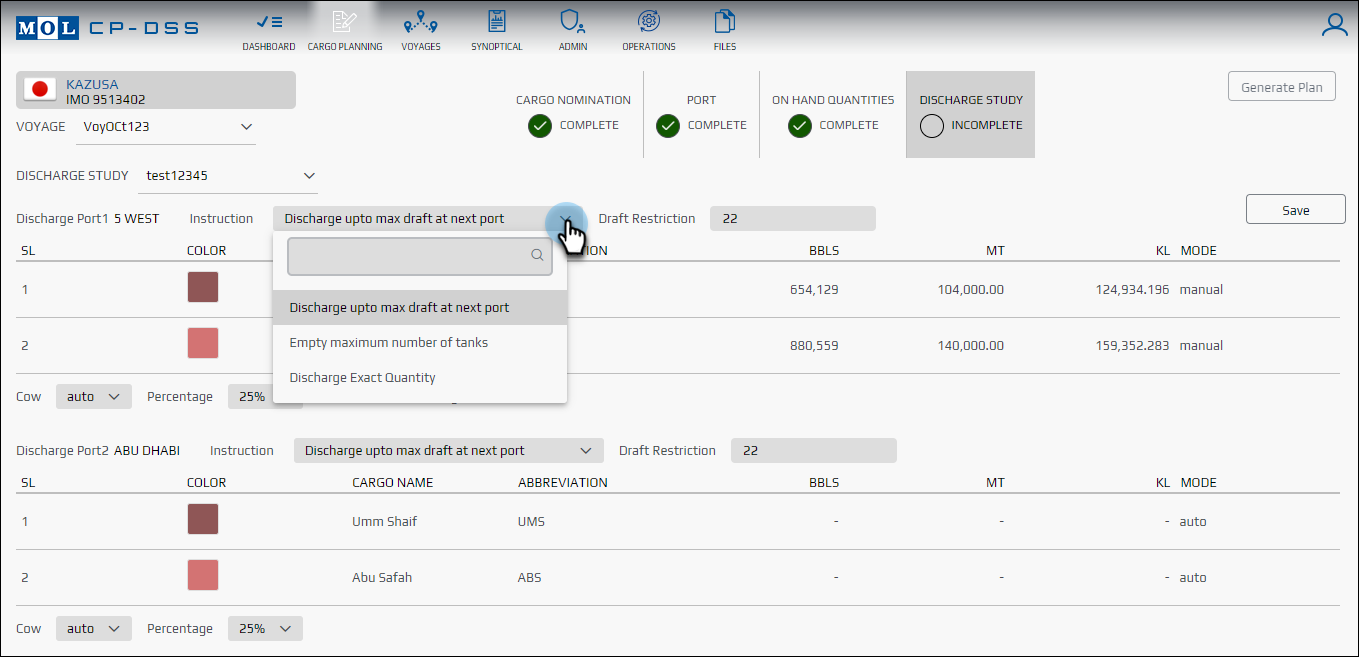 MOL CP-DSS
DASHBOARD CARGO PLANNING VOYAGES SYNOPTICAL ADMIN OPERATIONS FILES
KAZUSA
IMO 9513402
VOYAGE VoyOCt123
CARGO NOMINATION
COMPLETE
PORT
COMPLETE
ON HAND QUANTITIES
COMPLETE
DISCHARGE STUDY
INCOMPLETE
Generate Plan
DISCHARGE STUDY test12345
Save
Discharge Port1 5 WEST Instruction Discharge upto max draft at next port Draft Restriction 22
SL COLOR BBLS MT KL MODE
1 654,129 104,000.00 124,934.196 manual
2 880,559 140,000.00 159,352.283 manual
Discharge upto max draft at next port
Empty maximum number of tanks
Discharge Exact Quantity
Cow auto Percentage 25%
Discharge Port2 ABU DHABI Instruction Discharge upto max draft at next port Draft Restriction 22
SL COLOR CARGO NAME ABBREVIATION BBLS MT KL MODE
1 Umm Shaif UMS - - - auto
2 Abu Safah ABS - - - auto
Cow auto Percentage 25%